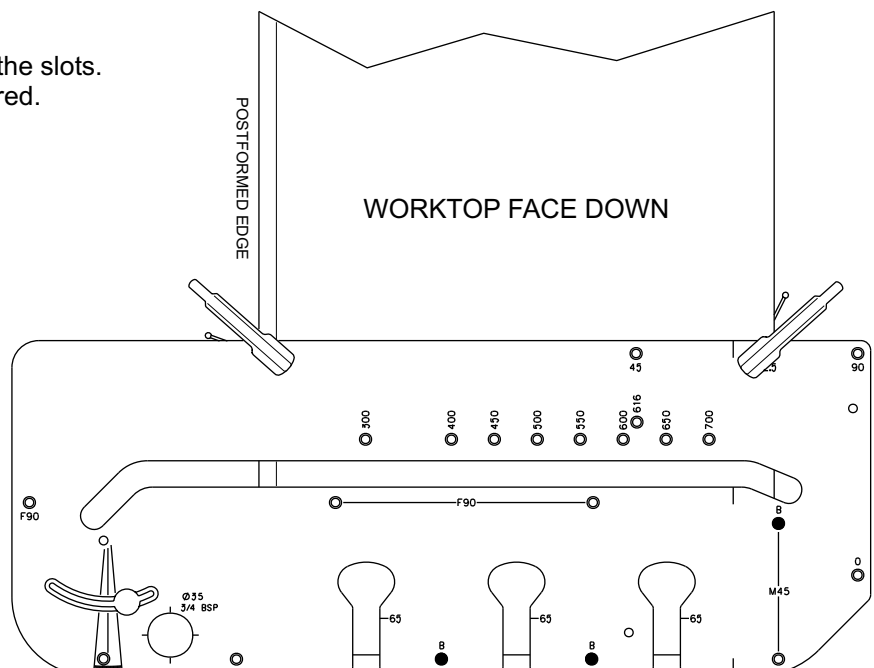 the slots.
red.
POSTFORMED EDGE
WORKTOP FACE DOWN
45
90
300
400
450
500
550
600
616
650
700
F90
F90
B
0
M45
Ø35
3/4 BSP
65
65
65
B
B